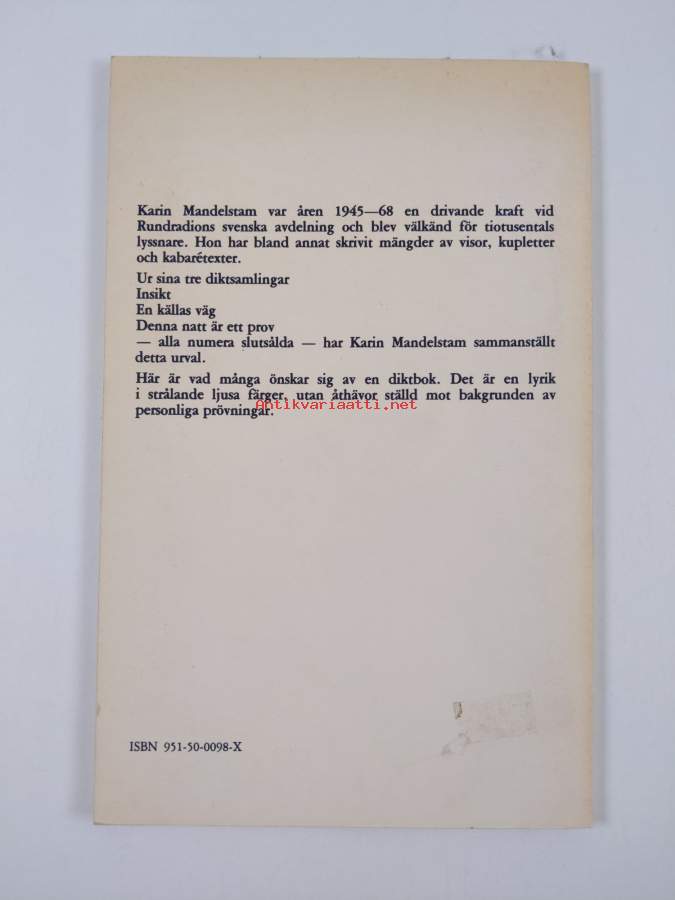 Karin Mandelstam var åren 1945—68 en drivande kraft vid
Rundradions svenska avdelning och blev välkänd för tiotusentals
lyssnare. Hon har bland annat skrivit mängder av visor, kupletter
och kabarétexter.
Ur sina tre diktsamlingar
Insikt
En källas väg
Denna natt är ett prov
— alla numera slutsålda — har Karin Mandelstam sammanställt
detta urval.
Här är vad många önskar sig av en diktbok. Det är en lyrik
i strålande ljusa färger, utan åthävor ställd mot bakgrunden av
personliga prövningar.
Antikvariaatti.net
ISBN 951-50-0098-X